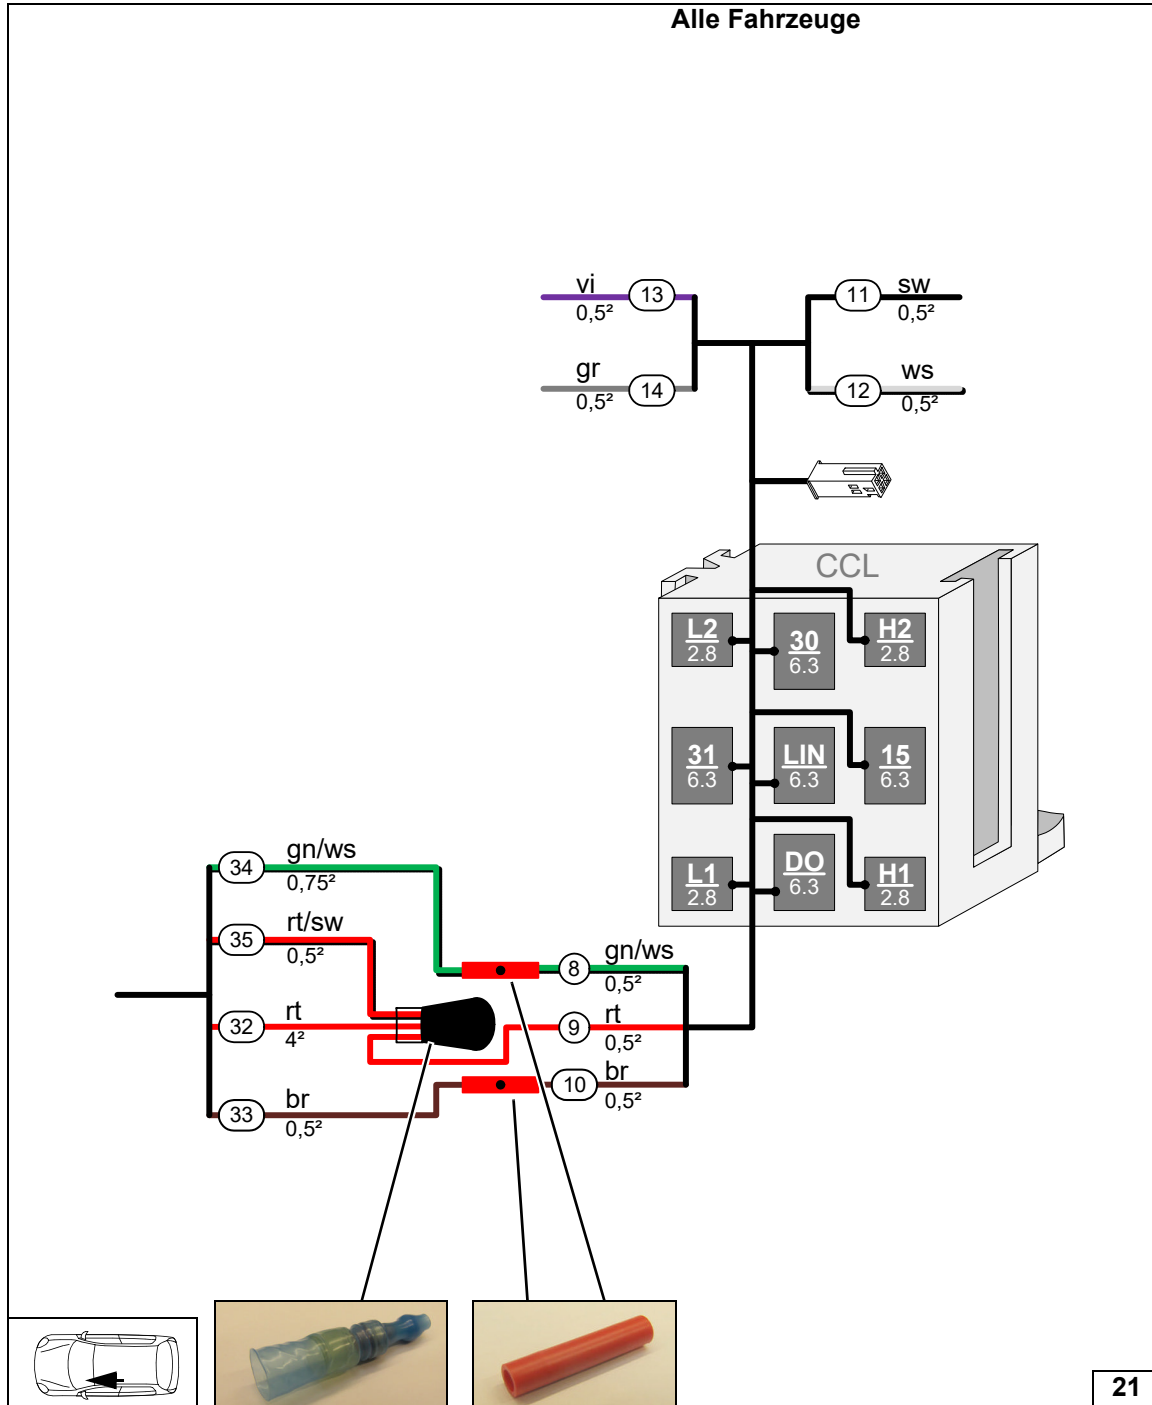 Alle Fahrzeuge
vi
13
0,5²
11
sw
0,5²
gr
14
0,5²
12
ws
0,5²
CCL
L2
2.8
30
6.3
H2
2.8
31
6.3
LIN
6.3
15
6.3
L1
2.8
DO
6.3
H1
2.8
34
gn/ws
0,75²
35
rt/sw
0,5²
32
rt
4²
33
br
0,5²
8
gn/ws
0,5²
9
rt
0,5²
10
br
0,5²
21